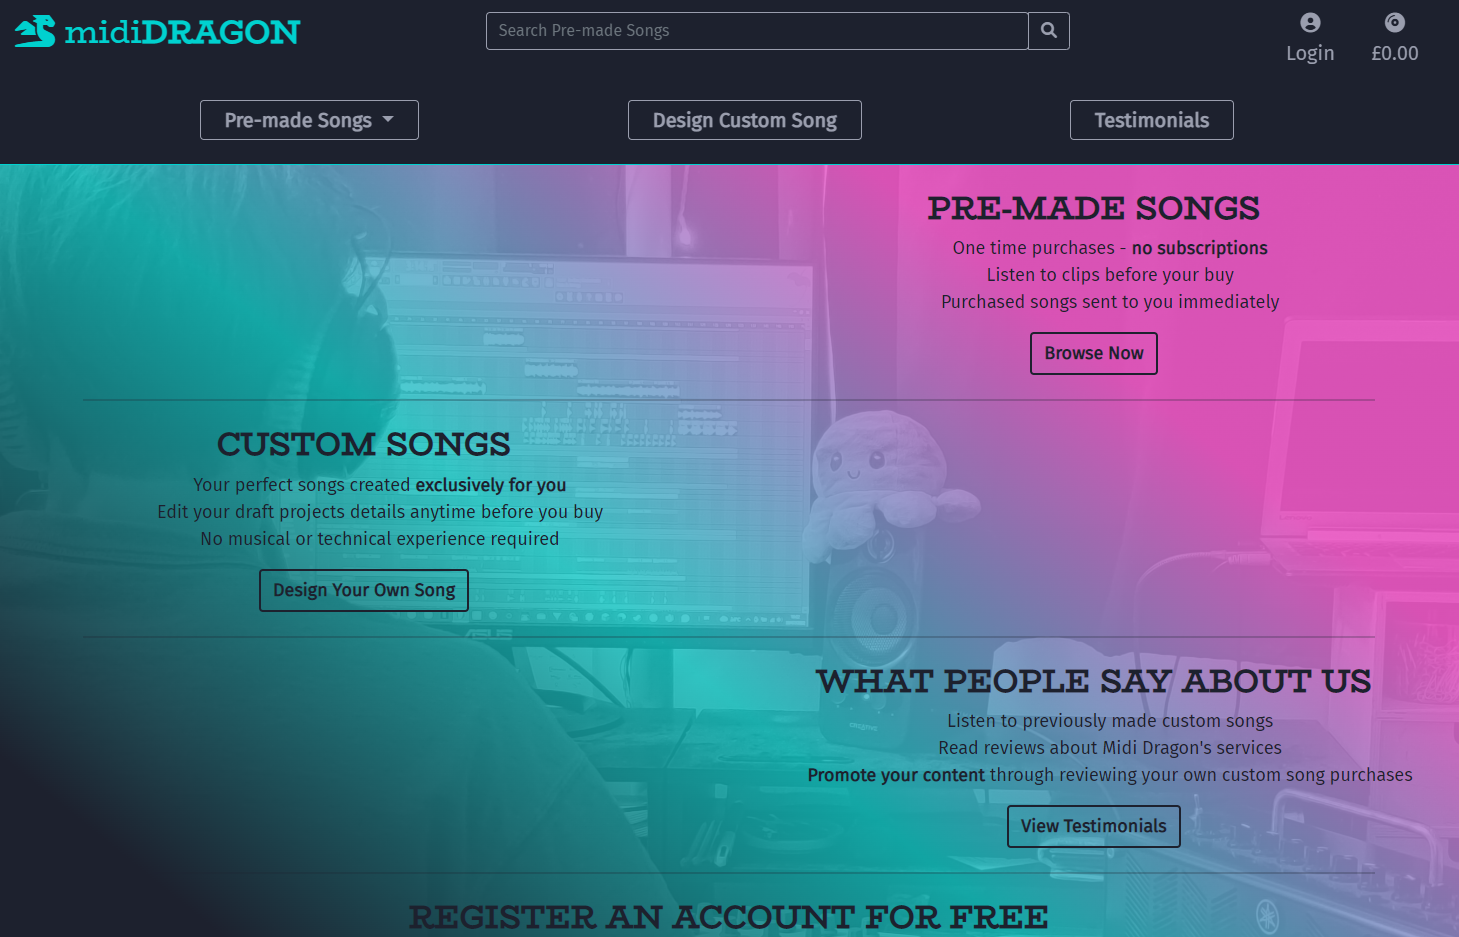 midiDRAGON
Search Pre-made Songs
Login
£0.00
Pre-made Songs
Design Custom Song
Testimonials
PRE-MADE SONGS
One time purchases - no subscriptions
Listen to clips before your buy
Purchased songs sent to you immediately
Browse Now
CUSTOM SONGS
Your perfect songs created exclusively for you
Edit your draft projects details anytime before you buy
No musical or technical experience required
Design Your Own Song
ASUS
WHAT PEOPLE SAY ABOUT US
Listen to previously made custom songs
Read reviews about Midi Dragon's services
Promote your content through reviewing your own custom song purchases
View Testimonials
REGISTER AN ACCOUNT FOR FREE